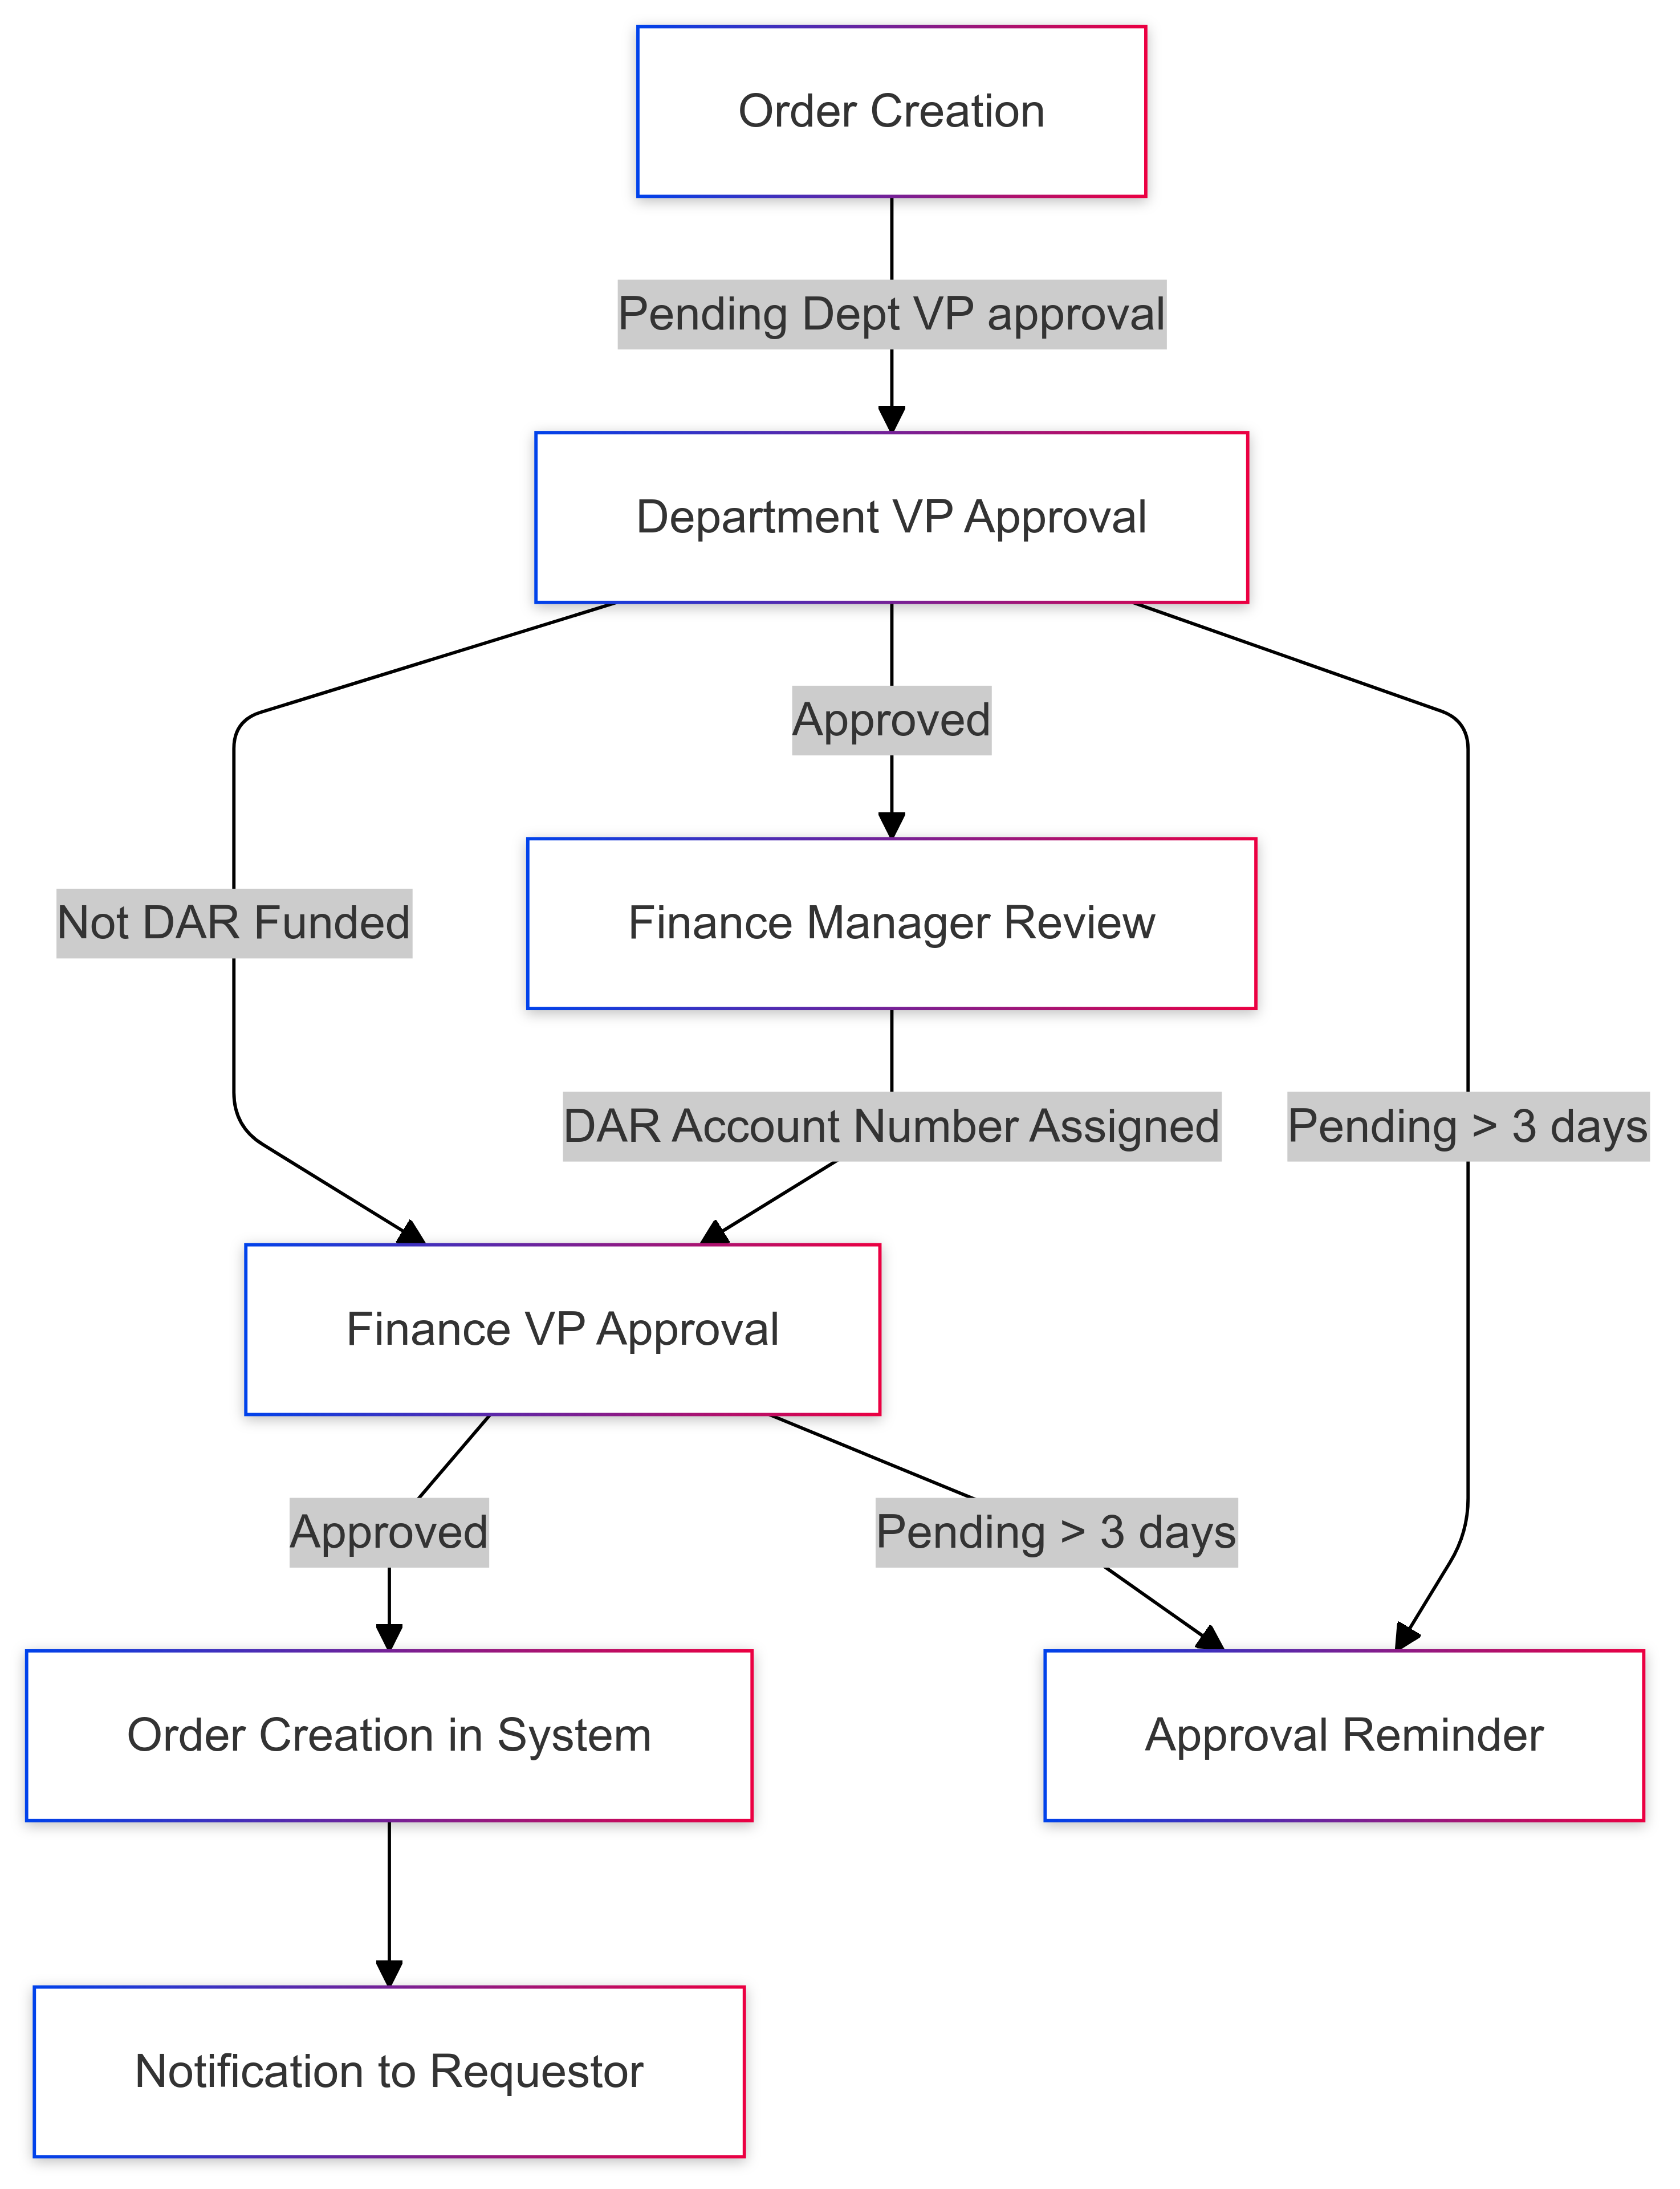 Order Creation
Pending Dept VP approval
Department VP Approval
Approved
Not DAR Funded
Finance Manager Review
DAR Account Number Assigned
Pending > 3 days
Finance VP Approval
Approved
Pending > 3 days
Order Creation in System
Approval Reminder
Notification to Requestor